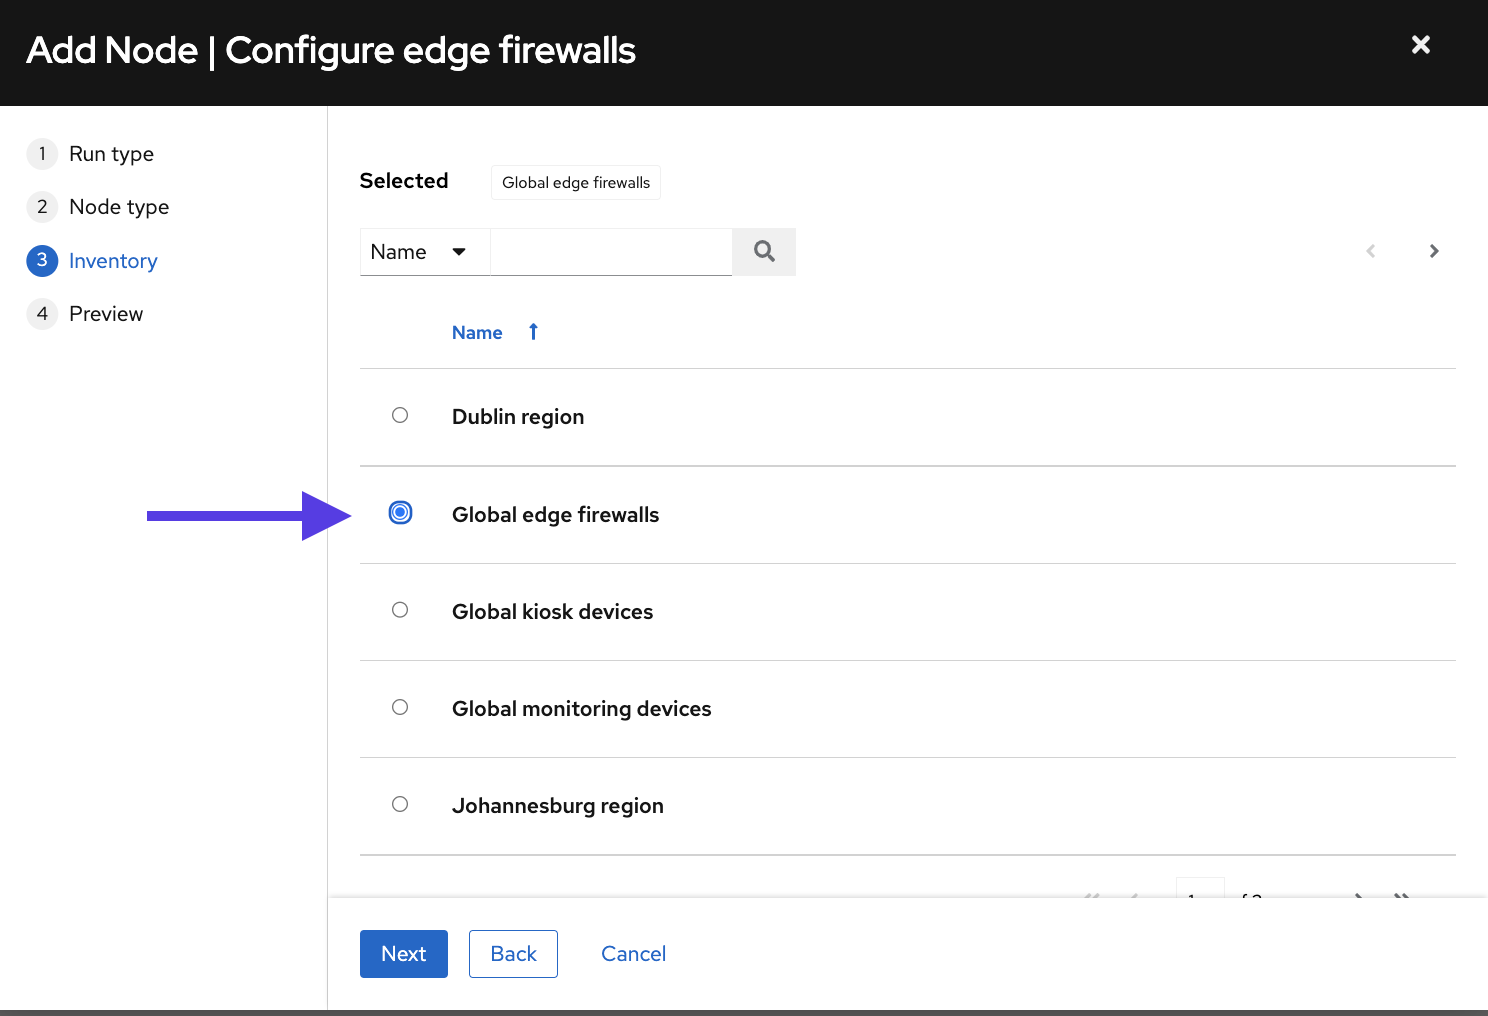 Add Node | Configure edge firewalls
1 Run type
2 Node type
3 Inventory
4 Preview
Selected Global edge firewalls
Name
Name
Dublin region
Global edge firewalls
Global kiosk devices
Global monitoring devices
Johannesburg region
Next Back Cancel